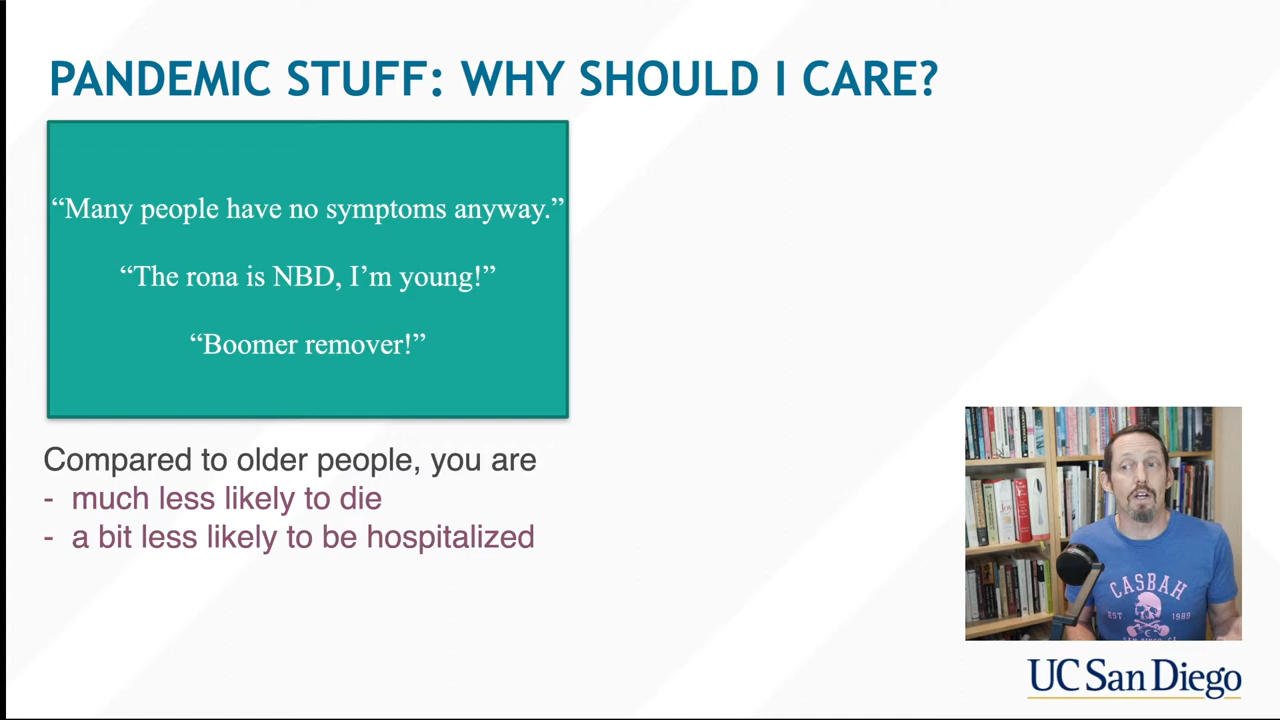 PANDEMIC STUFF: WHY SHOULD I CARE?
“Many people have no symptoms anyway.”
“The rona is NBD, I’m young!”
“Boomer remover!”
Compared to older people, you are
- much less likely to die
- a bit less likely to be hospitalized
CASBAH
EST. 1989
UC San Diego